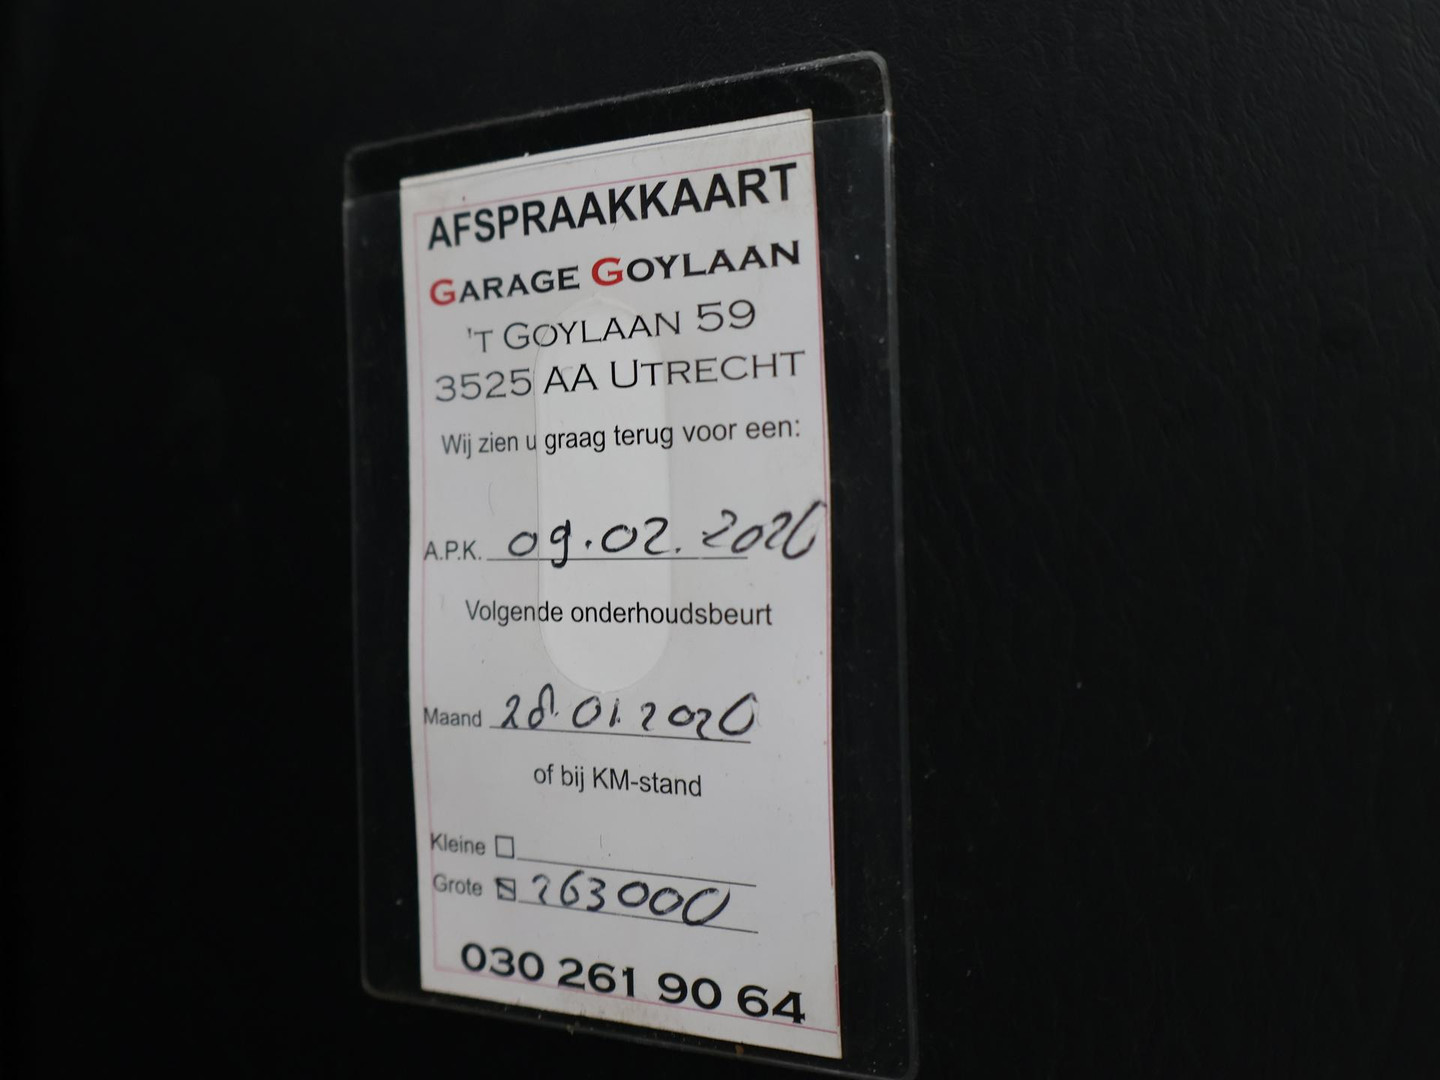 AFSPRAAKKAART
GARAGE GOYLAAN
'T GOYLAAN 59
3525 AA UTRECHT
Wij zien u graag terug voor een:
A.P.K. 09.02.2020
Volgende onderhoudsbeurt
Maand 28.01.2020
of bij KM-stand
Kleine
Grote 263000
030 261 90 64